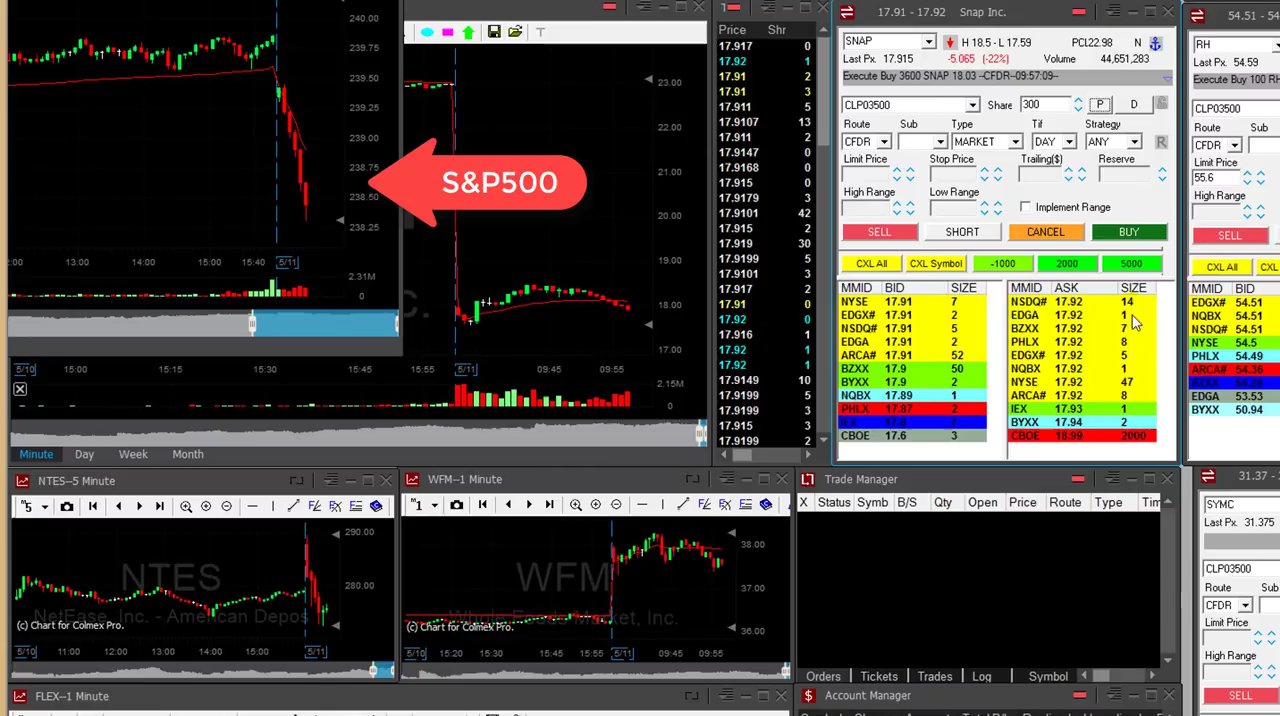 240.00
239.75
239.50
239.25
239.00
238.75
238.50
238.25
2:00
13:00
14:00
15:00
15:40
5/11
2.31M
0
S&P500
T
23.00
22.00
21.00
20.00
19.00
18.00
17.00
5/10
15:00
15:15
15:30
15:45
15:55
5/11
09:45
09:55
2.15M
0
Minute
Day
Week
Month
1
Price
Shr
17.917 0
17.92 1
17.91 2
17.91 3
17.911 5
17.9107 13
17.911 2
17.9147 0
17.9168 1
17.915 0
17.919 3
17.9101 42
17.915 2
17.919 30
17.9199 5
17.9101 3
17.917 2
17.91 0
17.92 0
17.916 1
17.92 1
17.92 1
17.9149 10
17.9199 5
17.9199 3
17.915 3
17.9199 2
Snap Inc.
SNAP
H 18.5 - L 17.59
PCL22.98
N
Last Px. 17.915
-5.065 (-22%)
Volume 44,651,283
Execute Buy 3600 SNAP 18.03 --CFDR--09:57:09--
CLP03500
Share 300
P
D
Route
Sub
Type
Tif
Strategy
CFDR
MARKET
DAY
ANY
R
Limit Price
Stop Price
Trailing($)
Reserve
High Range
Low Range
Implement Range
SELL
SHORT
CANCEL
BUY
CXL All
CXL Symbol
-1000
2000
5000
MMID BID SIZE
NYSE 17.91 7
EDGX# 17.91 2
NSDQ# 17.91 5
EDGA 17.91 2
ARCA# 17.91 52
BZXX 17.9 50
BYXX 17.9 2
NQBX 17.89 1
PHLX 17.87 2
CBOE 17.6 3
MMID ASK SIZE
NSDQ# 17.92 14
EDGA 17.92 1
BZXX 17.92 7
PHLX 17.92 8
EDGX# 17.92 5
NQBX 17.92 1
NYSE 17.92 47
ARCA# 17.92 8
IEX 17.93 1
BYXX 17.94 2
CBOE 18.99 2000
RH
Last Px. 54.59
Execute Buy 100 RH
CLP03500
Route
Sub
CFDR
Limit Price
55.6
High Range
SELL
CXL All
MMID BID
EDGX# 54.51
NQBX 54.51
NSDQ# 54.51
NYSE 54.5
PHLX 54.49
ARCA# 54.36
EDGA 53.53
BYXX 50.94
NTES--5 Minute
5
290.00
280.00
NTES
NetEase, Inc. - American Depos
(c) Chart for Colmex Pro.
5/10
11:00
12:00
13:00
14:00
15:00
5/11
WFM--1 Minute
1
38.00
37.00
36.00
WFM
Whole Foods Market, Inc.
(c) Chart for Colmex Pro.
5/10
15:20
15:30
15:45
15:55
5/11
09:45
09:55
Trade Manager
X Status Symb B/S Qty Open Price Route Type
Orders
Tickets
Trades
Log
Symbol
SYMC
Last Px. 31.375
CLP03500
Route
Sub
CFDR
Limit Price
High Range
SELL
FLEX--1 Minute
Account Manager